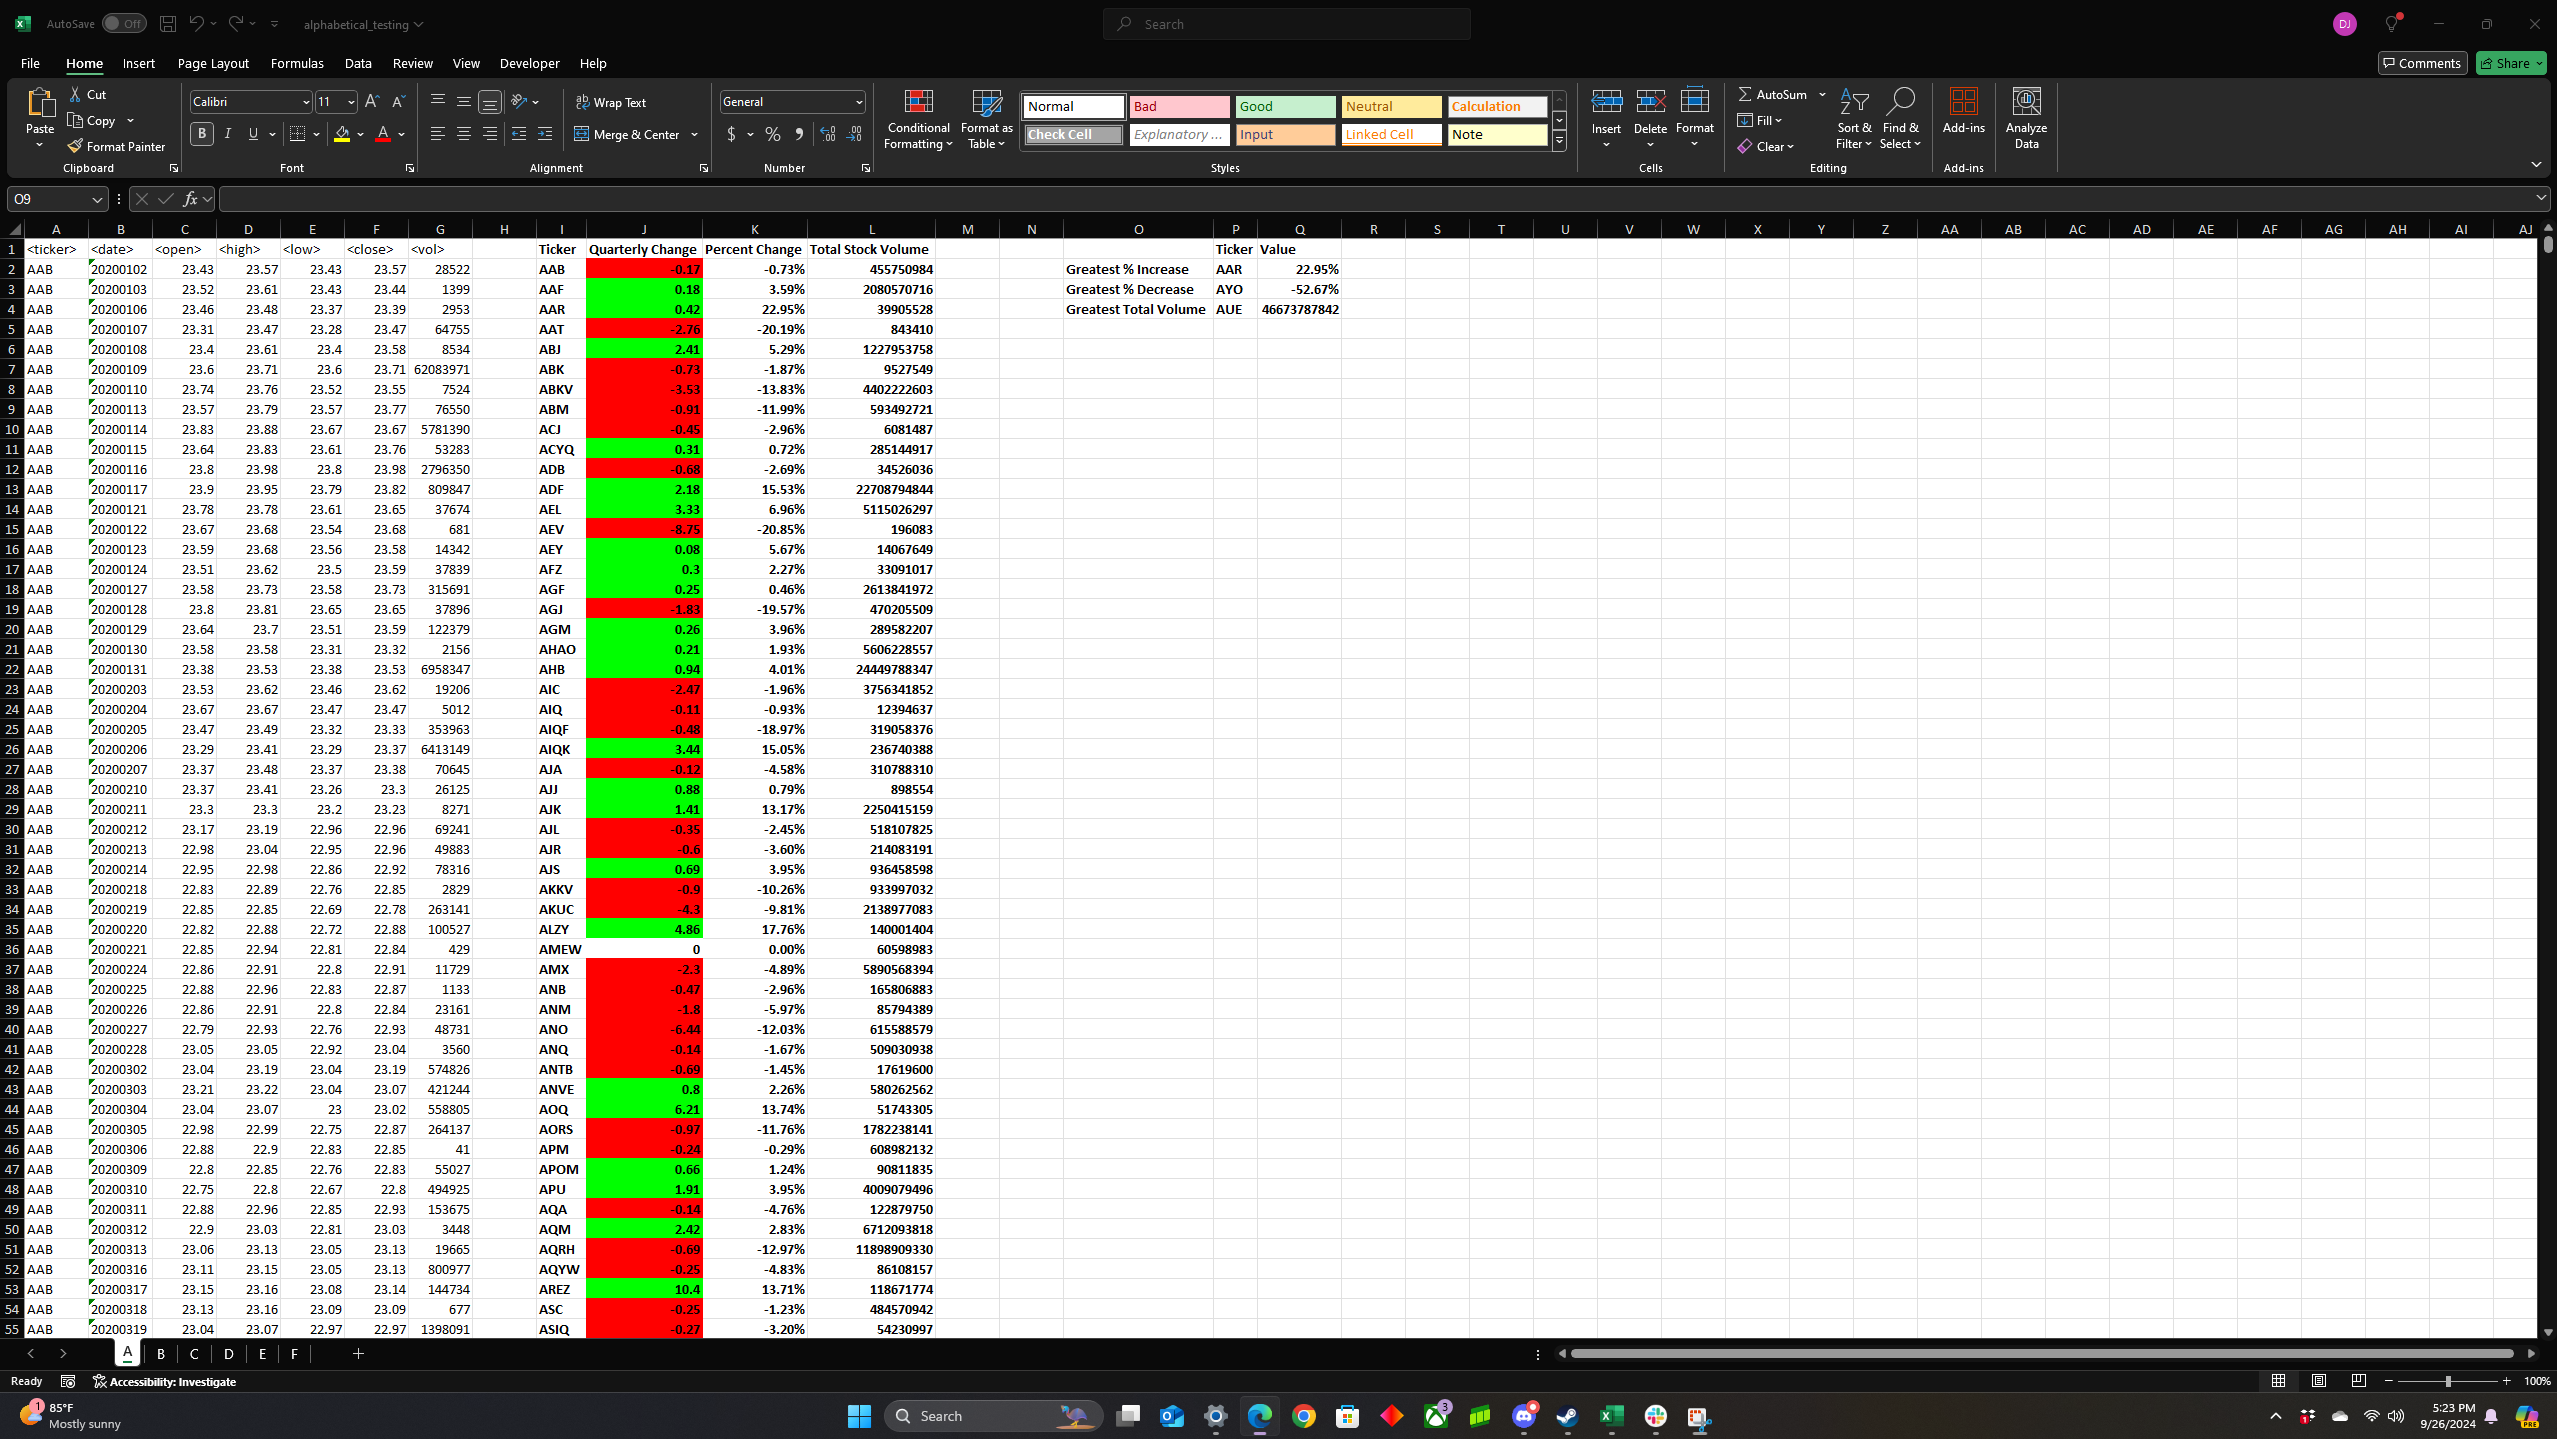 AutoSave Off alphabetical_testing Search DJ
File Home Insert Page Layout Formulas Data Review View Developer Help Comments Share
Paste Cut Copy Format Painter Clipboard
Calibri 11 B I U Font
Wrap Text Merge & Center Alignment
General $ % Number
Conditional Formatting Format as Table
Normal Bad Good Neutral Calculation
Check Cell Explanatory ... Input Linked Cell Note
Styles
Insert Delete Format Cells
AutoSum Fill Clear Sort & Filter Find & Select Editing
Add-ins Add-ins Analyze Data
O9 fx
A B C D E F G H I J K L M N O P Q R S T U V W X Y Z AA AB AC AD AE AF AG AH AI AJ
1 <ticker> <date> <open> <high> <low> <close> <vol> Ticker Quarterly Change Percent Change Total Stock Volume Ticker Value
2 AAB 20200102 23.43 23.57 23.43 23.57 28522 AAB -0.17 -0.73% 455750984 Greatest % Increase AAR 22.95%
3 AAB 20200103 23.52 23.61 23.43 23.44 1399 AAF 0.18 3.59% 2080570716 Greatest % Decrease AYO -52.67%
4 AAB 20200106 23.46 23.48 23.37 23.39 2953 AAR 0.42 22.95% 39905528 Greatest Total Volume AUE 46673787842
5 AAB 20200107 23.31 23.47 23.28 23.47 64755 AAT -2.76 -20.19% 843410
6 AAB 20200108 23.4 23.61 23.4 23.58 8534 ABJ 2.41 5.29% 1227953758
7 AAB 20200109 23.6 23.71 23.6 23.71 62083971 ABK -0.73 -1.87% 9527549
8 AAB 20200110 23.74 23.76 23.52 23.55 7524 ABKV -3.53 -13.83% 4402222603
9 AAB 20200113 23.57 23.79 23.57 23.77 76550 ABM -0.91 -11.99% 593492721
10 AAB 20200114 23.83 23.88 23.67 23.67 5781390 ACJ -0.45 -2.96% 6081487
11 AAB 20200115 23.64 23.83 23.61 23.76 53283 ACYQ 0.31 0.72% 285144917
12 AAB 20200116 23.8 23.98 23.8 23.98 2796350 ADB -0.68 -2.69% 34526036
13 AAB 20200117 23.9 23.95 23.79 23.82 809847 ADF 2.18 15.53% 22708794844
14 AAB 20200121 23.78 23.78 23.61 23.65 37674 AEL 3.33 6.96% 5115026297
15 AAB 20200122 23.67 23.68 23.54 23.68 681 AEV -8.75 -20.85% 196083
16 AAB 20200123 23.59 23.68 23.56 23.58 14342 AEY 0.08 5.67% 14067649
17 AAB 20200124 23.51 23.62 23.5 23.59 37839 AFZ 0.3 2.27% 33091017
18 AAB 20200127 23.58 23.73 23.58 23.73 315691 AGF 0.25 0.46% 2613841972
19 AAB 20200128 23.8 23.81 23.65 23.65 37896 AGJ -1.83 -19.57% 470205509
20 AAB 20200129 23.64 23.7 23.51 23.59 122379 AGM 0.26 3.96% 289582207
21 AAB 20200130 23.58 23.58 23.31 23.32 2156 AHAO 0.21 1.93% 5606228557
22 AAB 20200131 23.38 23.53 23.38 23.53 6958347 AHB 0.94 4.01% 24449788347
23 AAB 20200203 23.53 23.62 23.46 23.62 19206 AIC -2.47 -1.96% 3756341852
24 AAB 20200204 23.67 23.67 23.47 23.47 5012 AIQ -0.11 -0.93% 12394637
25 AAB 20200205 23.47 23.49 23.32 23.33 353963 AIQF -0.48 -18.97% 319058376
26 AAB 20200206 23.29 23.41 23.29 23.37 6413149 AIQK 3.44 15.05% 236740388
27 AAB 20200207 23.37 23.48 23.37 23.38 70645 AJA -0.12 -4.58% 310788310
28 AAB 20200210 23.37 23.41 23.26 23.3 26125 AJJ 0.88 0.79% 898554
29 AAB 20200211 23.3 23.3 23.2 23.23 8271 AJK 1.41 13.17% 2250415159
30 AAB 20200212 23.17 23.19 22.96 22.96 69241 AJL -0.35 -2.45% 518107825
31 AAB 20200213 22.98 23.04 22.95 22.96 49883 AJR -0.6 -3.60% 214083191
32 AAB 20200214 22.95 22.98 22.86 22.92 78316 AJS 0.69 3.95% 936458598
33 AAB 20200218 22.83 22.89 22.76 22.85 2829 AKKV -0.9 -10.26% 933997032
34 AAB 20200219 22.85 22.85 22.69 22.78 263141 AKUC -4.3 -9.81% 2138977083
35 AAB 20200220 22.82 22.88 22.72 22.88 100527 ALZY 4.86 17.76% 140001404
36 AAB 20200221 22.85 22.94 22.81 22.84 429 AMEW 0 0.00% 60598983
37 AAB 20200224 22.86 22.91 22.8 22.91 11729 AMX -2.3 -4.89% 5890568394
38 AAB 20200225 22.88 22.96 22.83 22.87 1133 ANB -0.47 -2.96% 165806883
39 AAB 20200226 22.86 22.91 22.8 22.84 23161 ANM -1.8 -5.97% 85794389
40 AAB 20200227 22.79 22.93 22.76 22.93 48731 ANO -6.44 -12.03% 615588579
41 AAB 20200228 23.05 23.05 22.92 23.04 3560 ANQ -0.14 -1.67% 509030938
42 AAB 20200302 23.04 23.19 23.04 23.19 574826 ANTB -0.69 -1.45% 17619600
43 AAB 20200303 23.21 23.22 23.04 23.07 421244 ANVE 0.8 2.26% 580262562
44 AAB 20200304 23.04 23.07 23 23.02 558805 AOQ 6.21 13.74% 51743305
45 AAB 20200305 22.98 22.99 22.75 22.87 264137 AORS -0.97 -11.76% 1782238141
46 AAB 20200306 22.88 22.9 22.83 22.85 41 APM -0.24 -0.29% 608982132
47 AAB 20200309 22.8 22.85 22.76 22.83 55027 APOM 0.66 1.24% 90811835
48 AAB 20200310 22.75 22.8 22.67 22.8 494925 APU 1.91 3.95% 4009079496
49 AAB 20200311 22.88 22.96 22.85 22.93 153675 AQA -0.14 -4.76% 122879750
50 AAB 20200312 22.9 23.03 22.81 23.03 3448 AQM 2.42 2.83% 6712093818
51 AAB 20200313 23.06 23.13 23.05 23.13 19665 AQRH -0.69 -12.97% 11898909330
52 AAB 20200316 23.11 23.15 23.05 23.13 800977 AQYW -0.25 -4.83% 86108157
53 AAB 20200317 23.15 23.16 23.08 23.14 144734 AREZ 10.4 13.71% 118671774
54 AAB 20200318 23.13 23.16 23.09 23.09 677 ASC -0.25 -1.23% 484570942
55 AAB 20200319 23.04 23.07 22.97 22.97 1398091 ASIQ -0.27 -3.20% 54230997
A B C D E F
Ready Accessibility: Investigate 100%
1 85°F Search 3 1 5:23 PM
Mostly sunny 9/26/2024 PRE